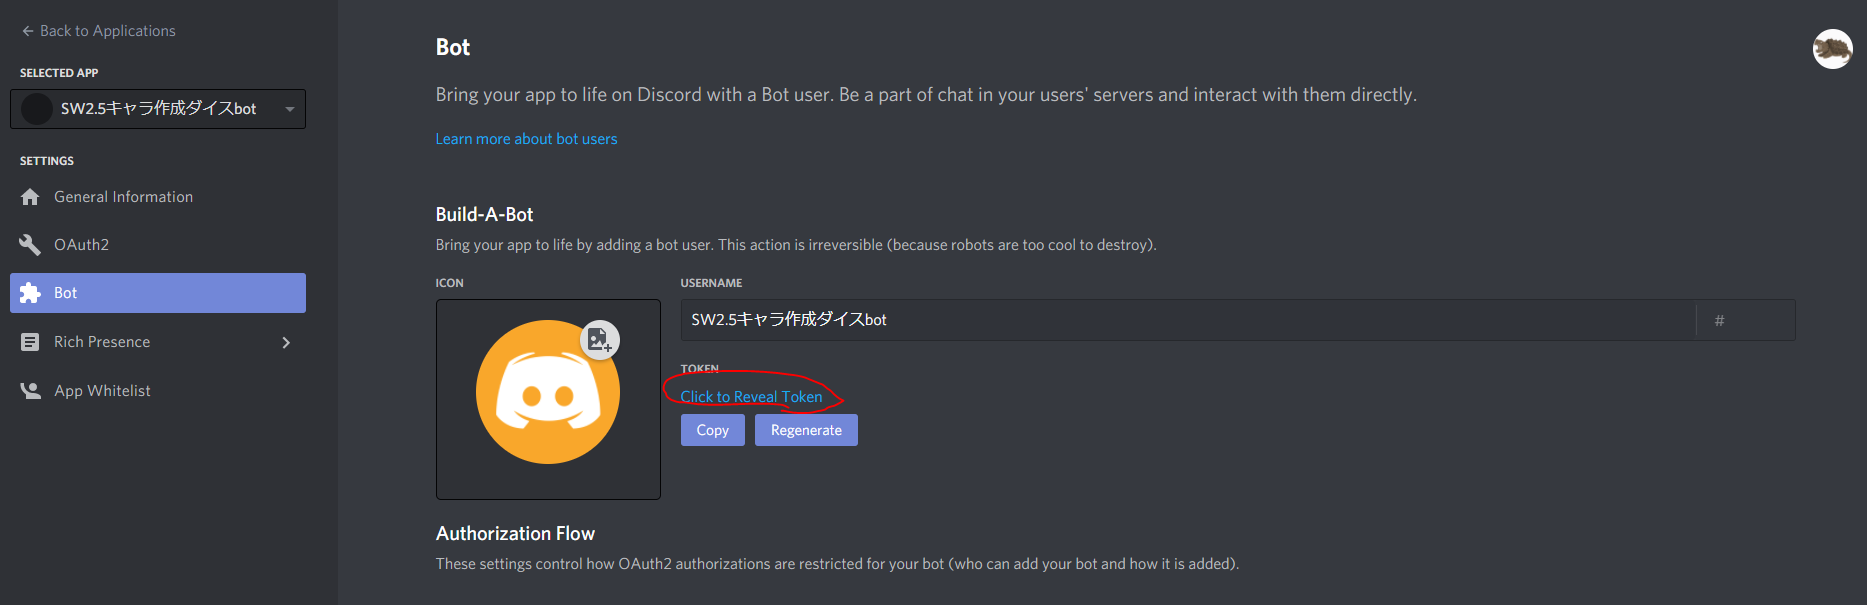 Back to Applications
SELECTED APP
SW2.5キャラ作成ダイスbot
SETTINGS
General Information
OAuth2
Bot
Rich Presence
App Whitelist
Bot
Bring your app to life on Discord with a Bot user. Be a part of chat in your users' servers and interact with them directly.
Learn more about bot users
Build-A-Bot
Bring your app to life by adding a bot user. This action is irreversible (because robots are too cool to destroy).
ICON
USERNAME
SW2.5キャラ作成ダイスbot #
TOKEN
Click to Reveal Token
Copy Regenerate
Authorization Flow
These settings control how OAuth2 authorizations are restricted for your bot (who can add your bot and how it is added).